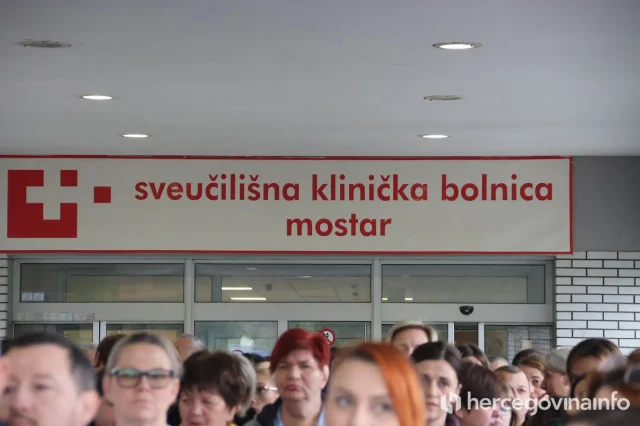 sveučilišna klinička bolnica
mostar
hercegovinainfo